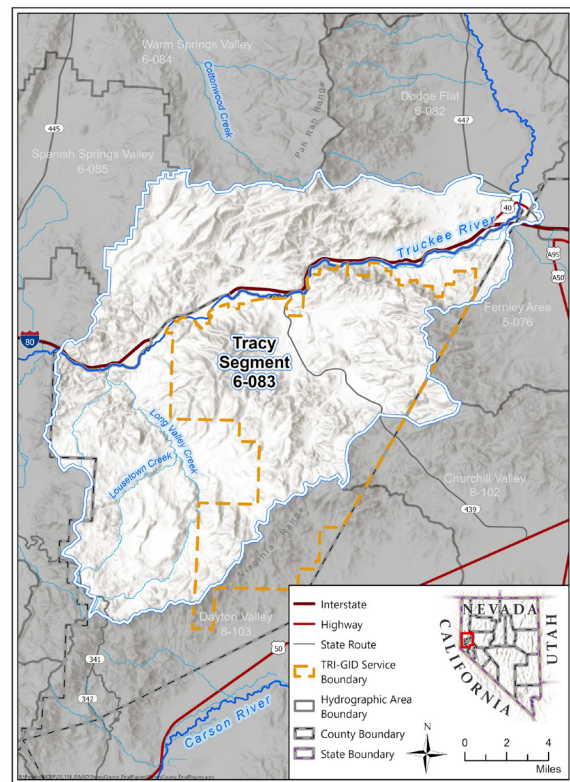 Warm Springs Valley
6-084
Cottonwood Creek
Pah Rah Range
Dodge Flat
6-082
447
445
Spanish Springs Valley
6-085
40
Truckee River
A95
A50
Fernley Area
5-076
80
Tracy
Segment
6-083
Long Valley Creek
Lousetown Creek
Churchill Valley
8-102
439
Virginia Range
Dayton Valley
8-103
341
342
50
Carson River
Interstate
Highway
State Route
TRI-GID Service
Boundary
Hydrographic Area
Boundary
County Boundary
State Boundary
NEVADA
UTAH
CALIFORNIA
N
0 2 4
Miles